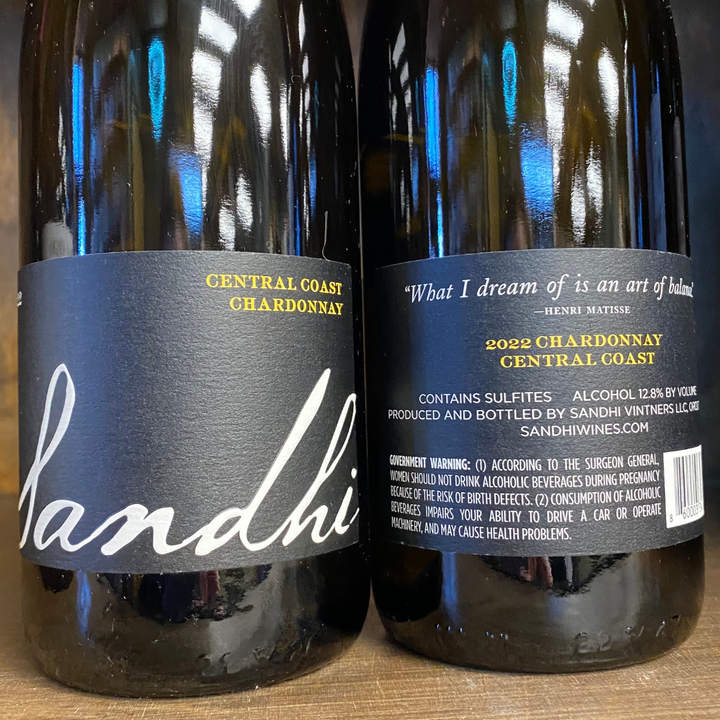 CENTRAL COAST
CHARDONNAY
Sandhi
“What I dream of is an art of balance
—HENRI MATISSE
2022 CHARDONNAY
CENTRAL COAST
CONTAINS SULFITES ALCOHOL 12.8% BY VOLUME
PRODUCED AND BOTTLED BY SANDHI VINTNERS LLC,
SANDHIWINES.COM
GOVERNMENT WARNING: (1) ACCORDING TO THE SURGEON GENERAL,
WOMEN SHOULD NOT DRINK ALCOHOLIC BEVERAGES DURING PREGNANCY
BECAUSE OF THE RISK OF BIRTH DEFECTS. (2) CONSUMPTION OF ALCOHOLIC
BEVERAGES IMPAIRS YOUR ABILITY TO DRIVE A CAR OR OPERATE
MACHINERY, AND MAY CAUSE HEALTH PROBLEMS.